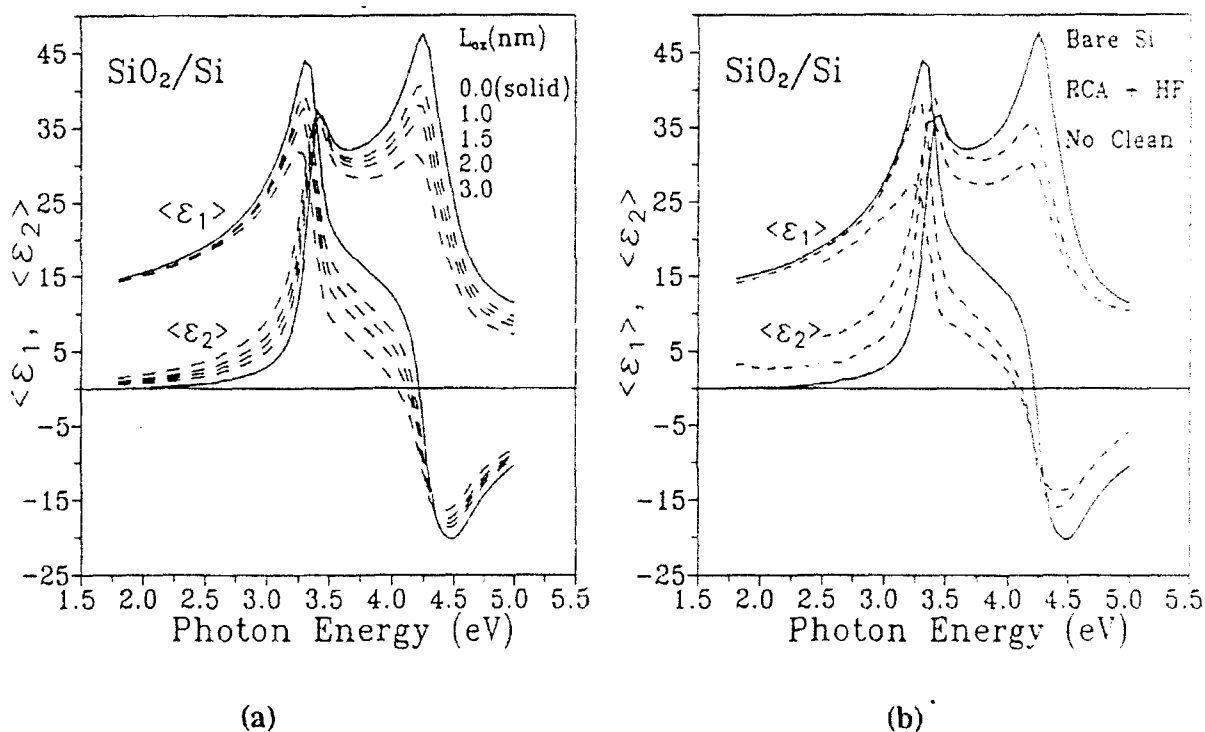 L_ox(nm)
SiO₂/Si
0.0(solid)
1.0
1.5
2.0
3.0
<ε₁>
<ε₂>
<ε₁, <ε₂>
45
35
25
15
5
-5
-15
-25
1.5 2.0 2.5 3.0 3.5 4.0 4.5 5.0 5.5
Photon Energy (eV)
(a)
Bare Si
SiO₂/Si
RCA + HF
No Clean
<ε₁>
<ε₂>
<ε₁>, <ε₂>
45
35
25
15
5
-5
-15
-25
1.5 2.0 2.5 3.0 3.5 4.0 4.5 5.0 5.5
Photon Energy (eV)
(b)